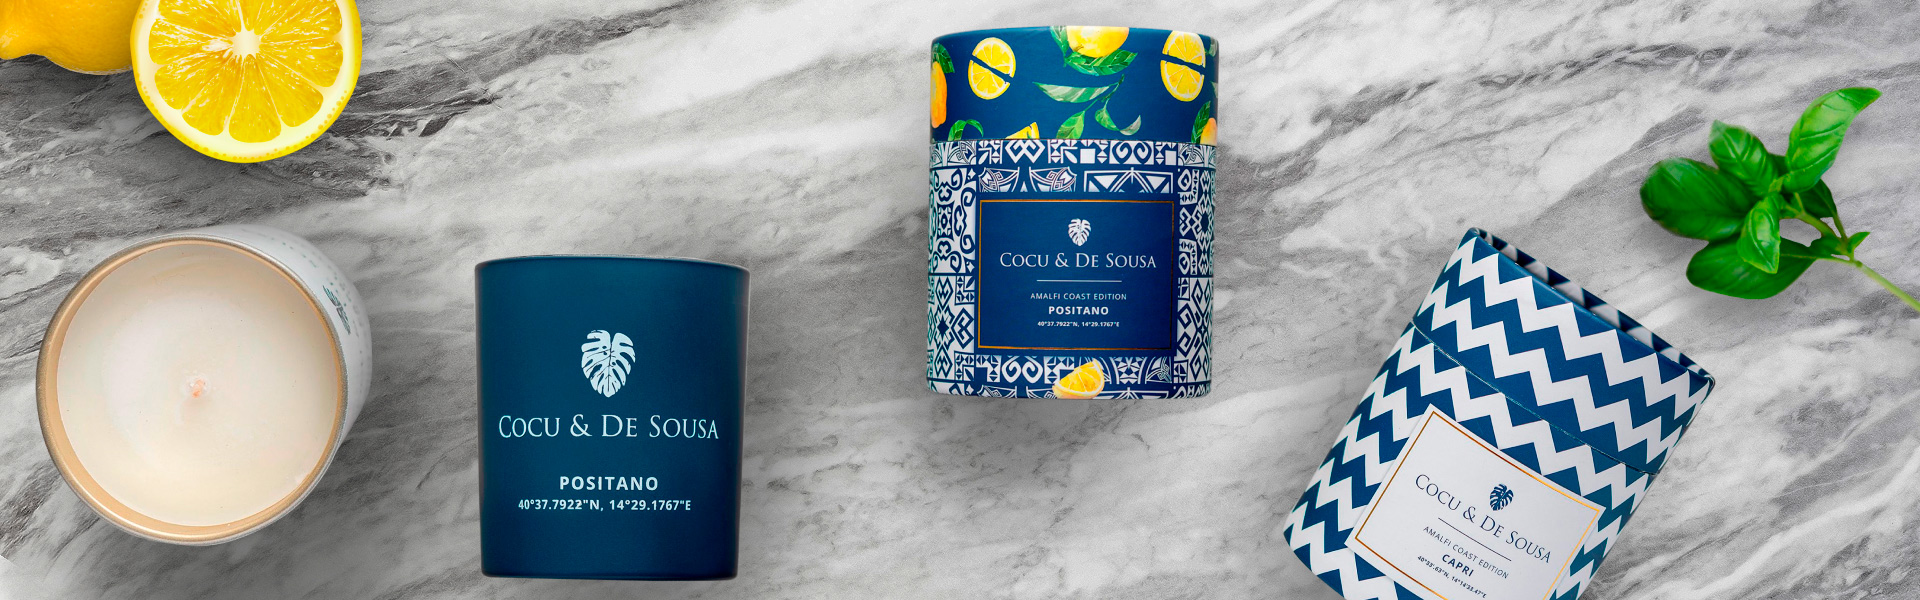 COCU & DE SOUSA
POSITANO
40°37.7922"N, 14°29.1767"E
COCU & DE SOUSA
AMALFI COAST EDITION
POSITANO
40°37.7922"N, 14°29.1767"E
COCU & DE SOUSA
AMALFI COAST EDITION
CAPRI